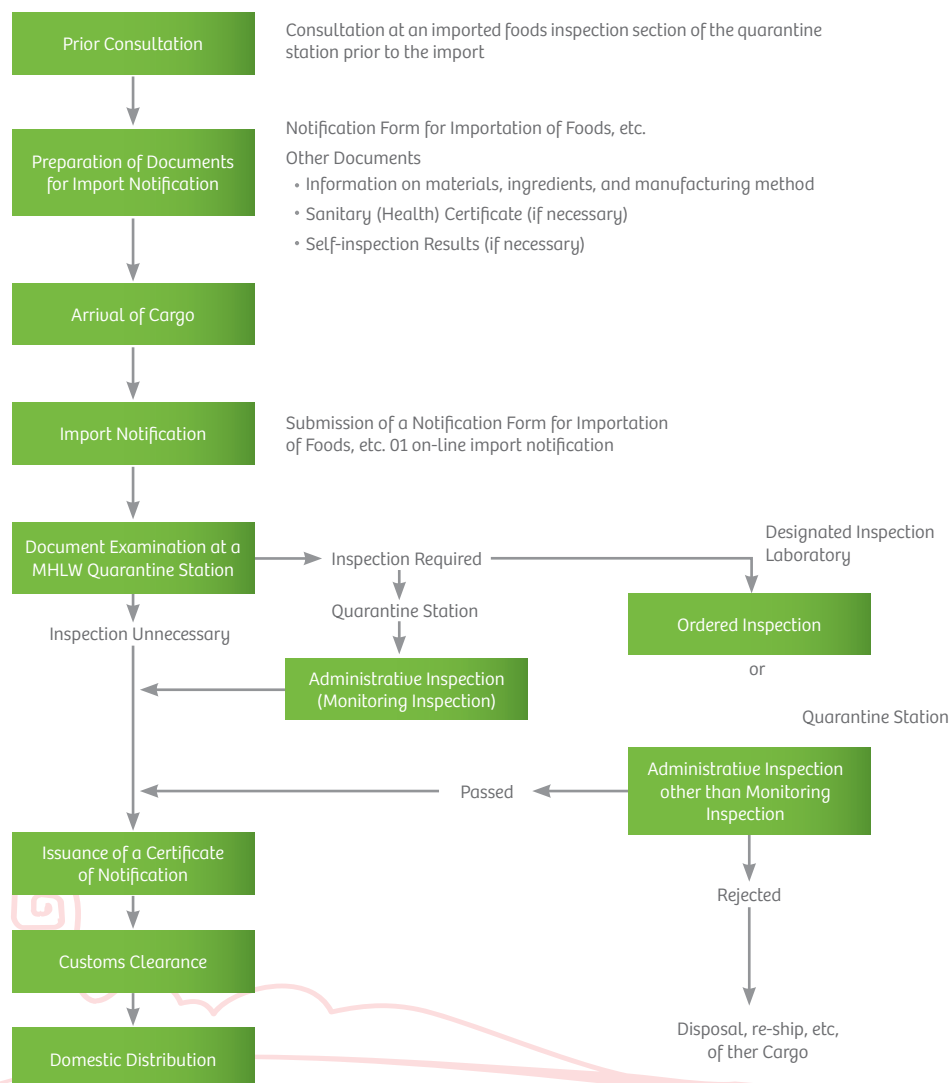 Prior Consultation
Consultation at an imported foods inspection section of the quarantine
station prior to the import
Preparation of Documents
for Import Notification
Notification Form for Importation of Foods, etc.
Other Documents
• Information on materials, ingredients, and manufacturing method
• Sanitary (Health) Certificate (if necessary)
• Self-inspection Results (if necessary)
Arrival of Cargo
Import Notification
Submission of a Notification Form for Importation
of Foods, etc. 01 on-line import notification
Document Examination at a
MHLW Quarantine Station
Inspection Required
Designated Inspection
Laboratory
Inspection Unnecessary
Quarantine Station
Ordered Inspection
or
Administrative Inspection
(Monitoring Inspection)
Quarantine Station
Administrative Inspection
other than Monitoring
Inspection
Passed
Issuance of a Certificate
of Notification
Rejected
Customs Clearance
Disposal, re-ship, etc,
of ther Cargo
Domestic Distribution